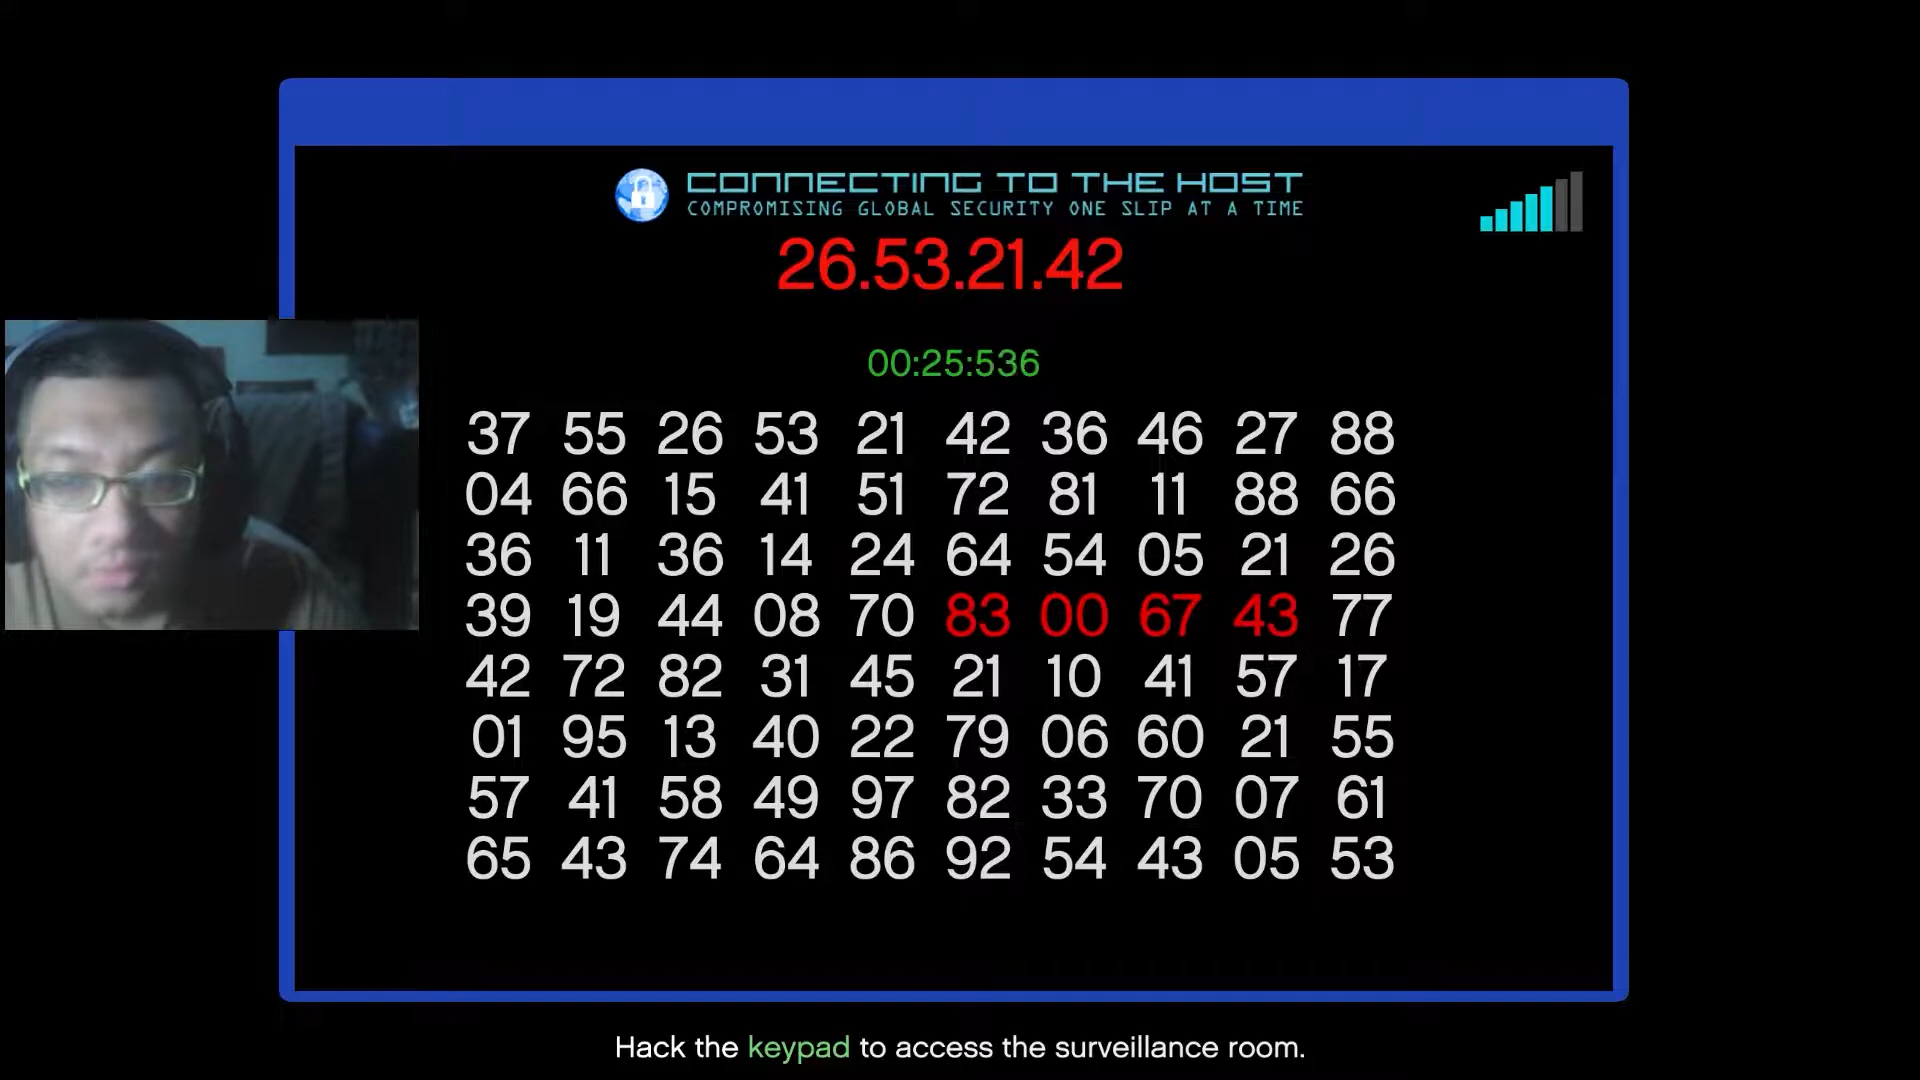 CONNECTING TO THE HOST
COMPROMISING GLOBAL SECURITY ONE SLIP AT A TIME
26.53.21.42
00:25:536
37 55 26 53 21 42 36 46 27 88
04 66 15 41 51 72 81 11 88 66
36 11 36 14 24 64 54 05 21 26
39 19 44 08 70 83 00 67 43 77
42 72 82 31 45 21 10 41 57 17
01 95 13 40 22 79 06 60 21 55
57 41 58 49 97 82 33 70 07 61
65 43 74 64 86 92 54 43 05 53
Hack the keypad to access the surveillance room.